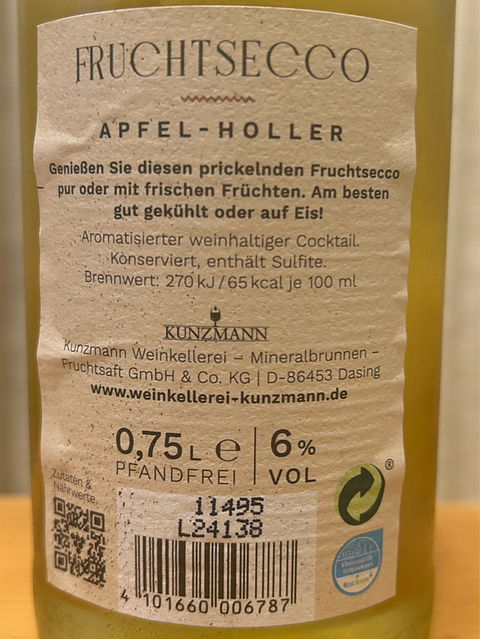 FRUCHTSECCO
APFEL-HOLLER
Genießen Sie diesen prickelnden Fruchtsecco
pur oder mit frischen Früchten. Am besten
gut gekühlt oder auf Eis!
Aromatisierter weinhaltiger Cocktail.
Konserviert, enthält Sulfite.
Brennwert: 270 kJ / 65 kcal je 100 ml
KUNZMANN
Kunzmann Weinkellerei – Mineralbrunnen -
Fruchtsaft GmbH & Co. KG | D-86453 Dasing
www.weinkellerei-kunzmann.de
0,75 L e
PFANDFREI
6 %
VOL
Zutaten &
Nährwerte
®
11495
L24138
4 101660 006787